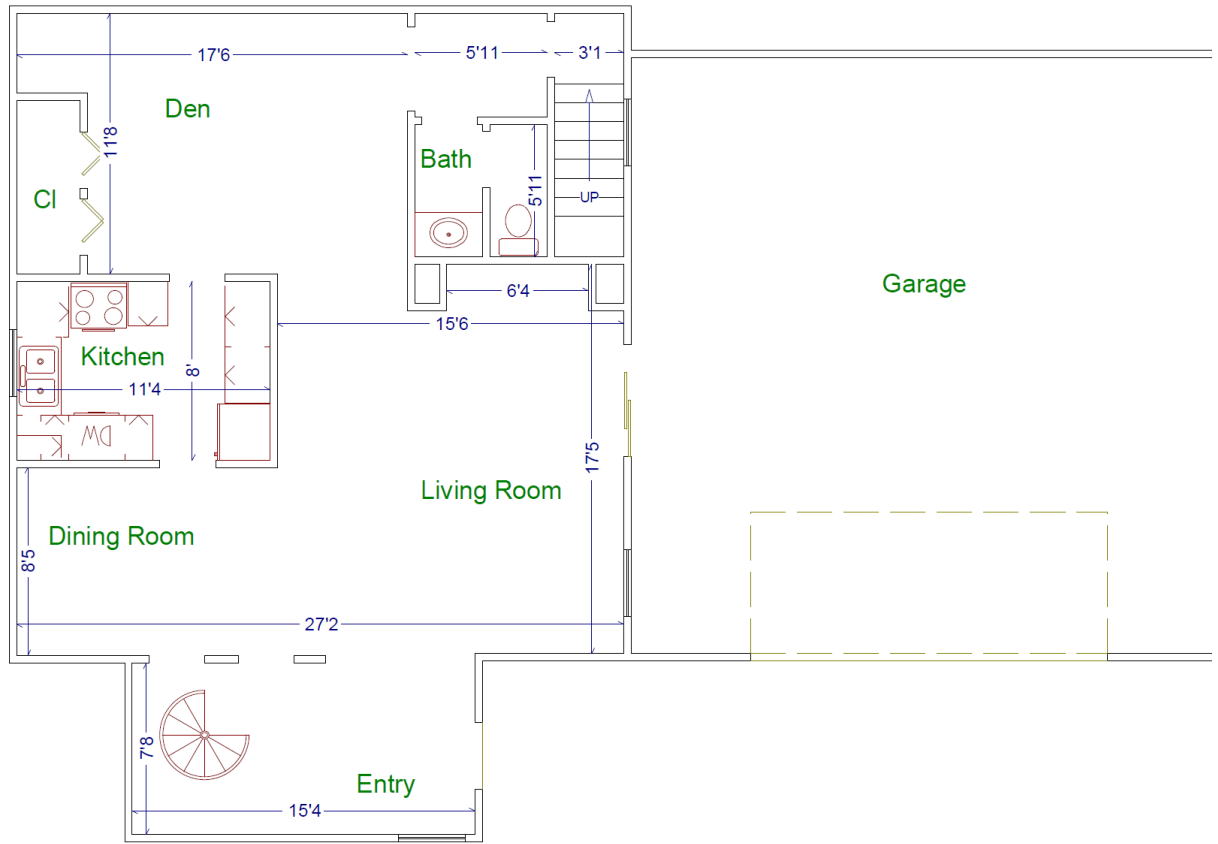 17'6
5'11
3'1
Den
11'8
Bath
5'11
Cl
UP
Garage
6'4
15'6
Kitchen
8'
11'4
DW
17'5
Living Room
Dining Room
8'5
27'2
7'8
Entry
15'4